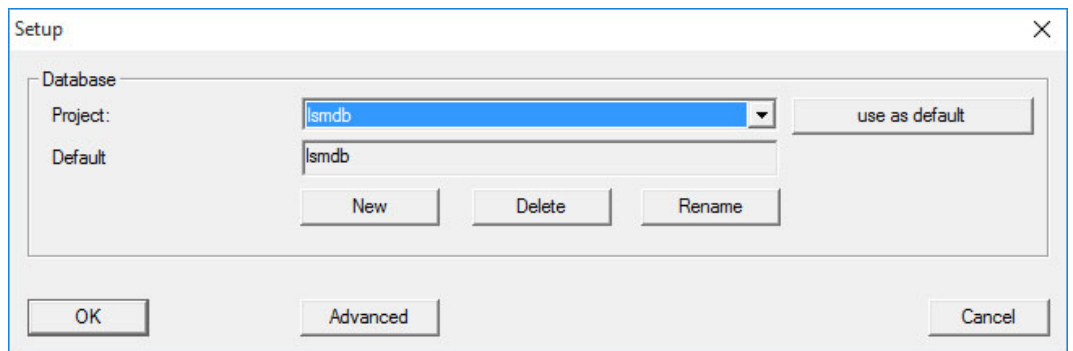 Setup
Database
Project: lsmdb use as default
Default lsmdb
New Delete Rename
OK Advanced Cancel